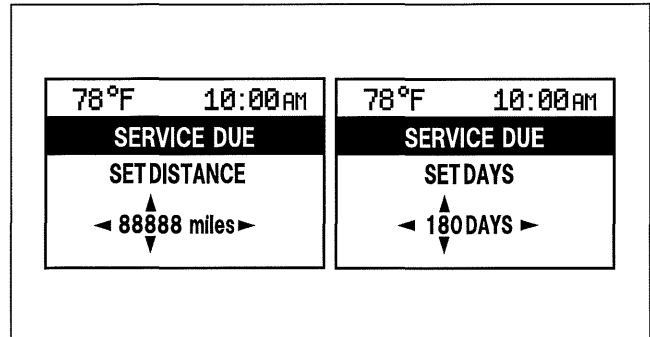 78°F 10:00AM
SERVICE DUE
SET DISTANCE
◄ 88888 miles ►
78°F 10:00AM
SERVICE DUE
SET DAYS
◄ 180 DAYS ►